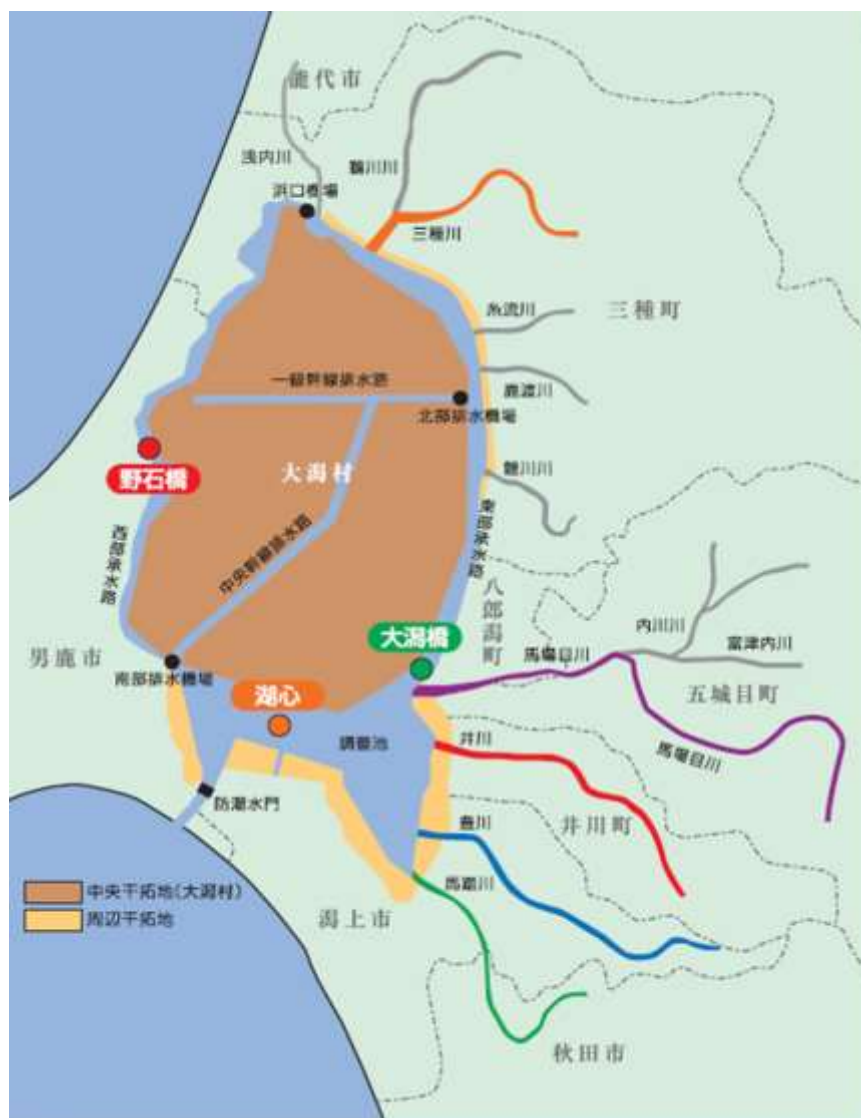 能代市
浅内川
鵜川川
浜口巻場
三種川
糸流川
三種町
鹿渡川
一級幹線排水路
北部排水機場
野石橋
大潟村
鯉川川
中央幹線排水路
東部承水路
西部承水路
八郎潟町
内川川
大潟橋
馬場目川
富津内川
男鹿市
南部排水機場
湖心
五城目町
調整池
井川
馬場目川
防潮水門
井川町
豊川
馬踏川
中央干拓地(大潟村)
周辺干拓地
潟上市
秋田市